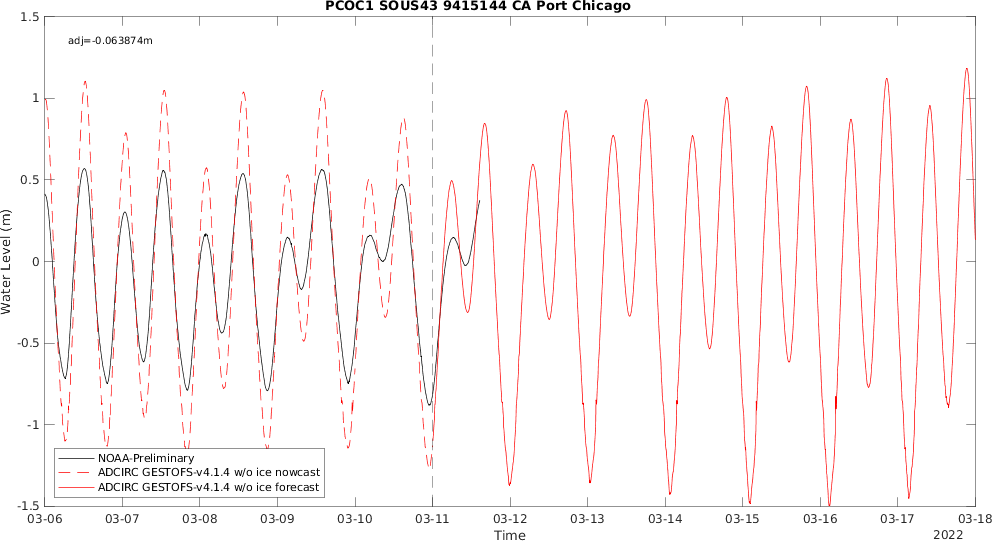 PCOC1 SOUS43 9415144 CA Port Chicago
adj=-0.063874m
1.5
1
0.5
0
-0.5
-1
-1.5
Water Level (m)
NOAA-Preliminary
ADCIRC GESTOFS-v4.1.4 w/o ice nowcast
ADCIRC GESTOFS-v4.1.4 w/o ice forecast
03-06 03-07 03-08 03-09 03-10 03-11 03-12 03-13 03-14 03-15 03-16 03-17 03-18
Time
2022